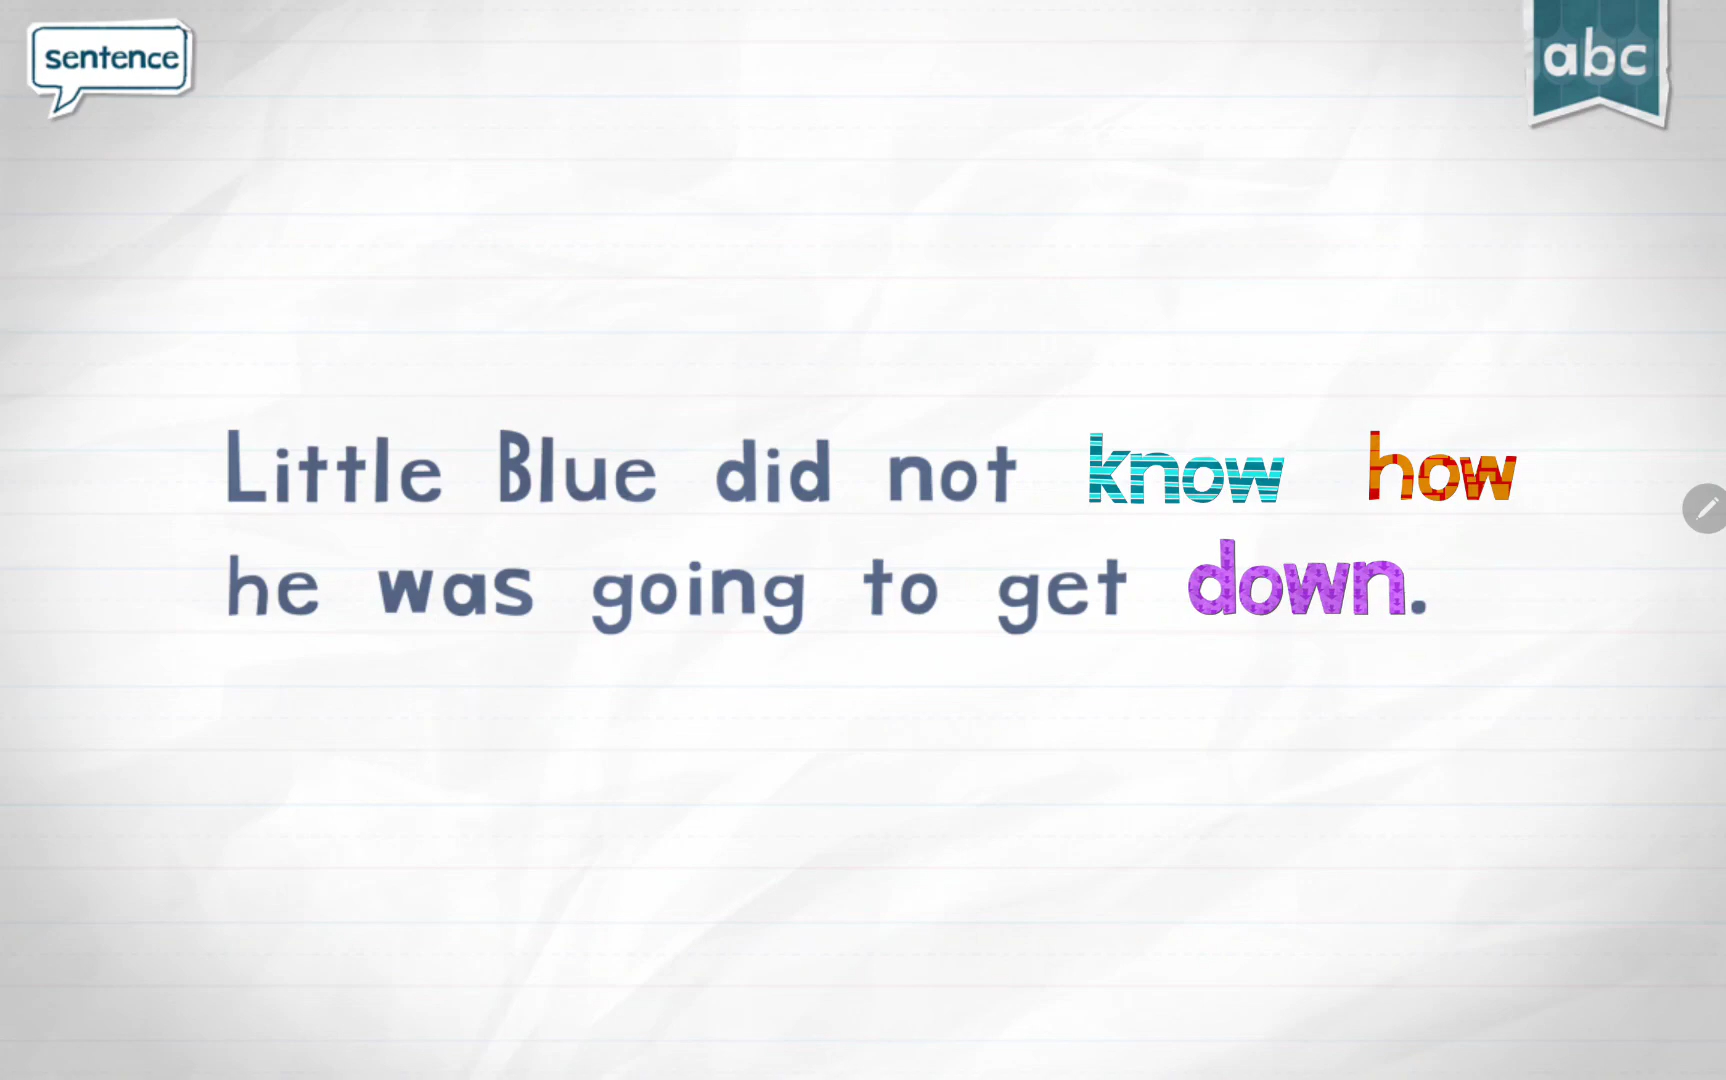 sentence
abc
Little Blue did not know how
he was going to get down.